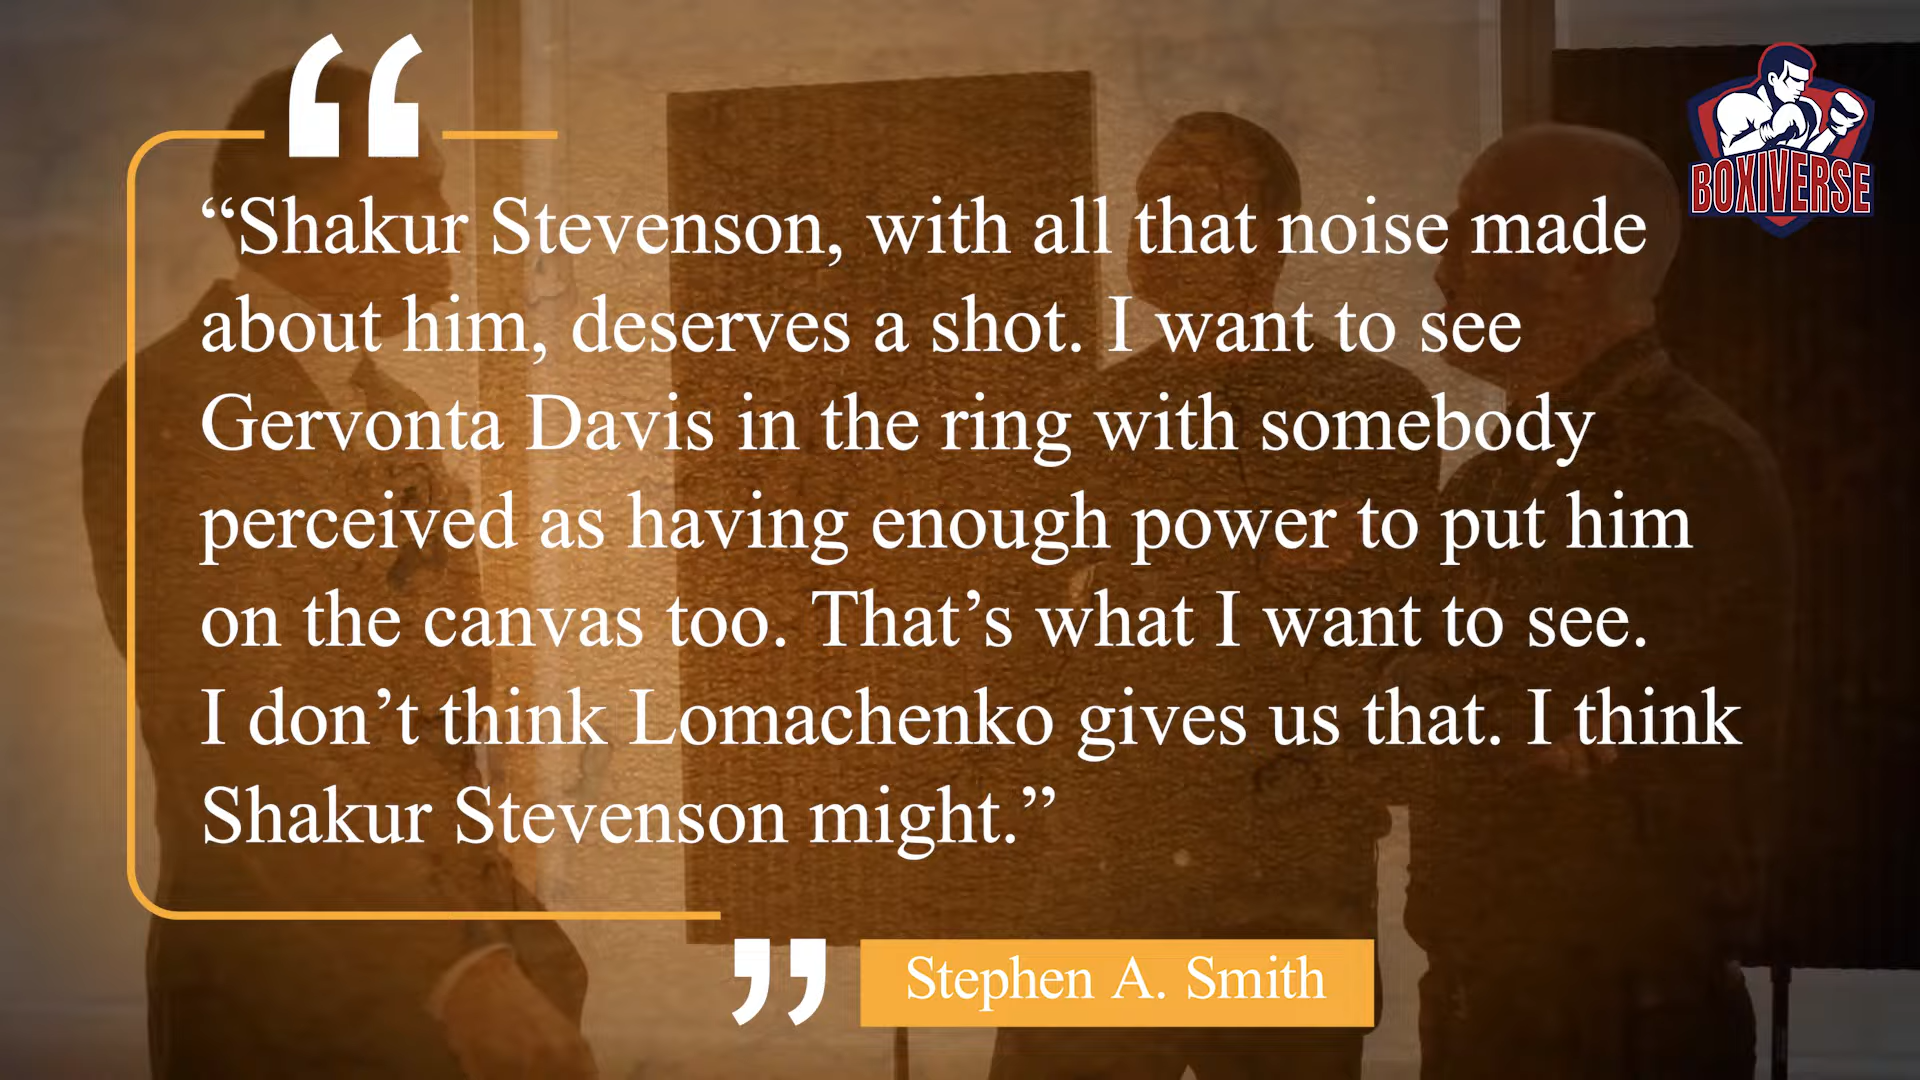 BOXIVERSE
“Shakur Stevenson, with all that noise made
about him, deserves a shot. I want to see
Gervonta Davis in the ring with somebody
perceived as having enough power to put him
on the canvas too. That’s what I want to see.
I don’t think Lomachenko gives us that. I think
Shakur Stevenson might.”
Stephen A. Smith